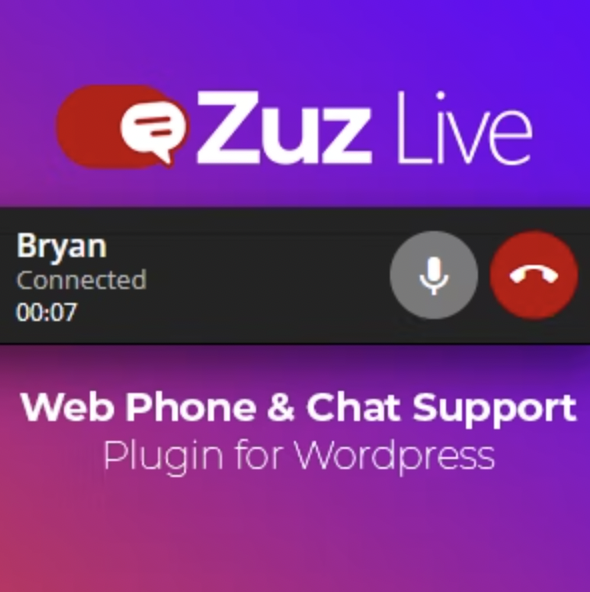 Zuz Live
Bryan
Connected
00:07
Web Phone & Chat Support
Plugin for Wordpress